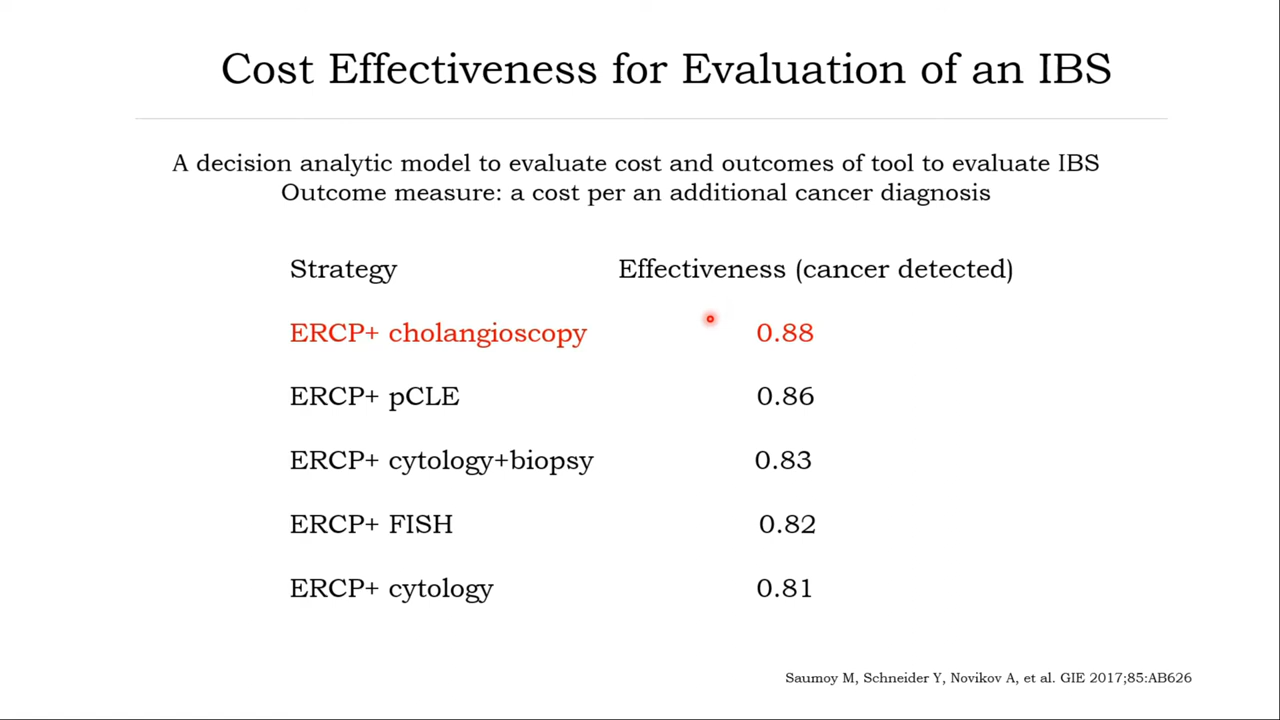 Cost Effectiveness for Evaluation of an IBS
A decision analytic model to evaluate cost and outcomes of tool to evaluate IBS
Outcome measure: a cost per an additional cancer diagnosis
Strategy Effectiveness (cancer detected)
ERCP+ cholangioscopy 0.88
ERCP+ pCLE 0.86
ERCP+ cytology+biopsy 0.83
ERCP+ FISH 0.82
ERCP+ cytology 0.81
Saumoy M, Schneider Y, Novikov A, et al. GIE 2017;85:AB626